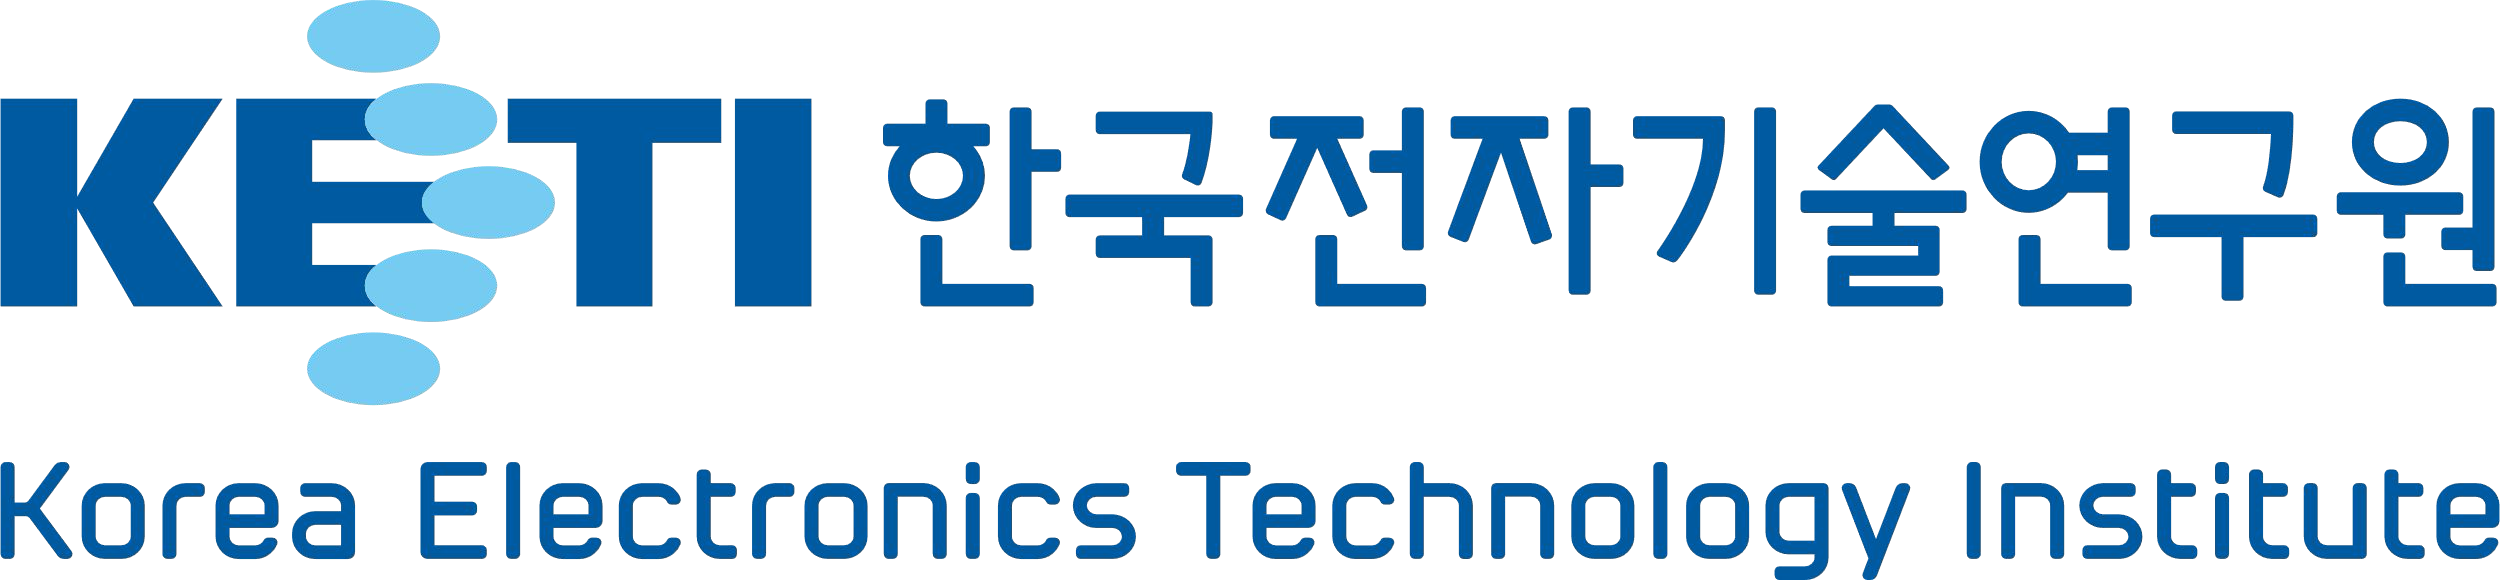 KETI 한국전자기술연구원
Korea Electronics Technology Institute